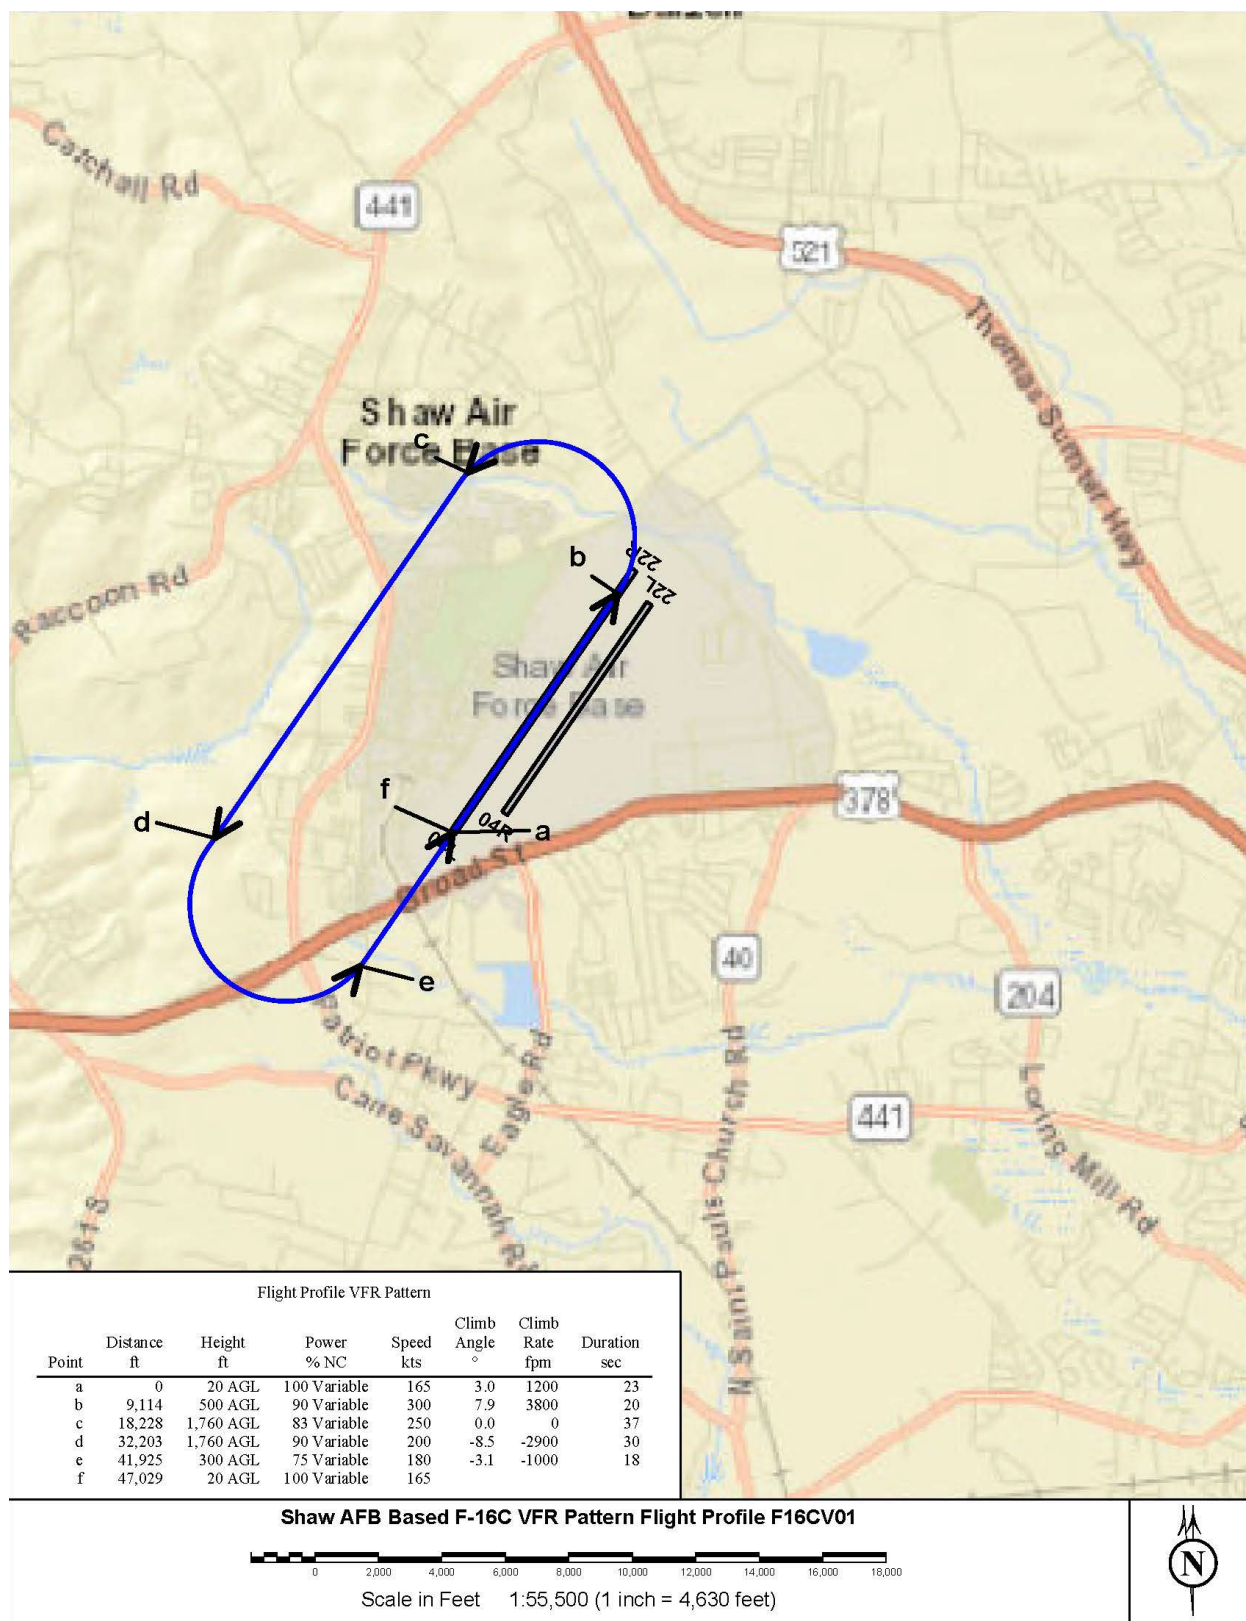 Catchall Rd
441
521
Thomas Sumter Hwy
Shaw Air
Force Base
c
b
22R
22L
Raccoon Rd
Shaw Air
Force Base
f
378
d
04R
a
Broad St
e
40
204
Patriot Pkwy
Eagle Rd
441
Loring Mill Rd
N Saint Pauls Church Rd
Flight Profile VFR Pattern
Climb Climb
Distance Height Power Speed Angle Rate Duration
Point ft ft % NC kts ° fpm sec
a 0 20 AGL 100 Variable 165 3.0 1200 23
b 9,114 500 AGL 90 Variable 300 7.9 3800 20
c 18,228 1,760 AGL 83 Variable 250 0.0 0 37
d 32,203 1,760 AGL 90 Variable 200 -8.5 -2900 30
e 41,925 300 AGL 75 Variable 180 -3.1 -1000 18
f 47,029 20 AGL 100 Variable 165
Shaw AFB Based F-16C VFR Pattern Flight Profile F16CV01
0 2,000 4,000 6,000 8,000 10,000 12,000 14,000 16,000 18,000
Scale in Feet 1:55,500 (1 inch = 4,630 feet)
N